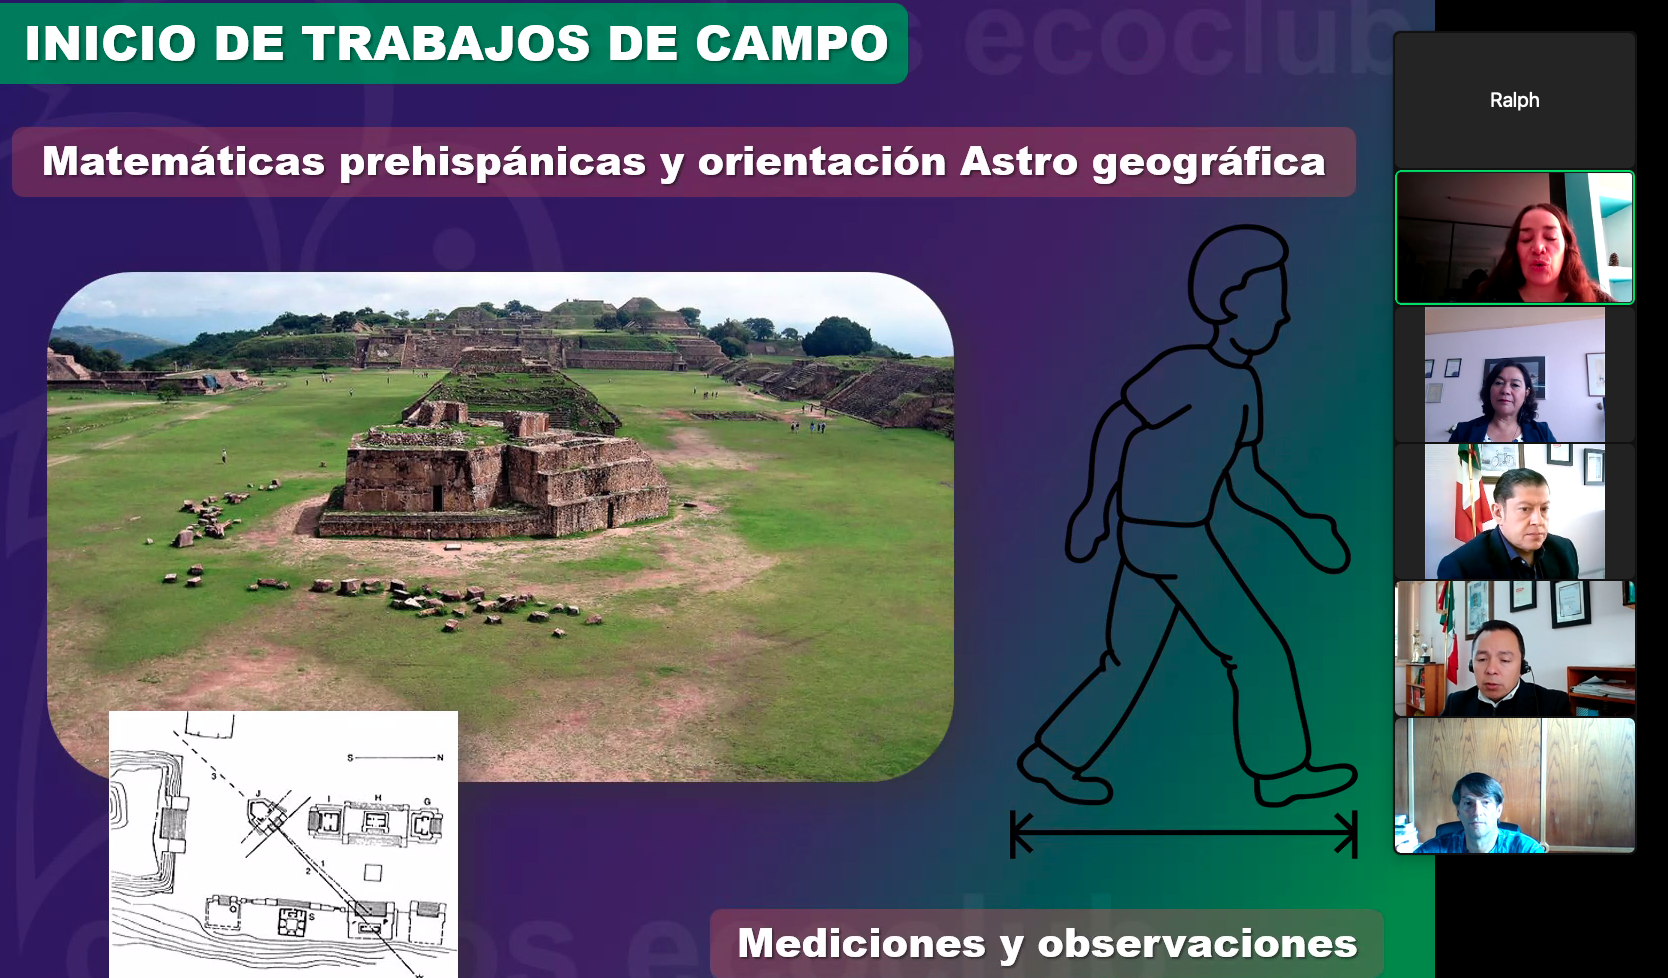 INICIO DE TRABAJOS DE CAMPO
ecoclub
Matemáticas prehispánicas y orientación Astro geográfica
Ralph
S N
3
J I H G
1
2
Q S P
Mediciones y observaciones